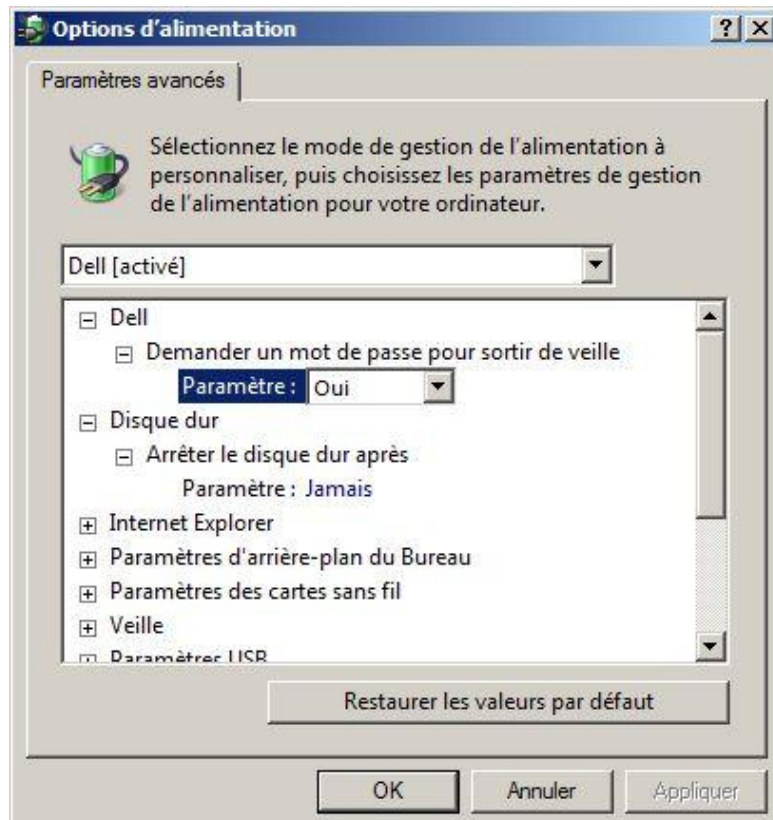 Options d'alimentation
Paramètres avancés
Sélectionnez le mode de gestion de l'alimentation à
personnaliser, puis choisissez les paramètres de gestion
de l'alimentation pour votre ordinateur.
Dell [activé]
Dell
Demander un mot de passe pour sortir de veille
Paramètre : Oui
Disque dur
Arrêter le disque dur après
Paramètre : Jamais
Internet Explorer
Paramètres d'arrière-plan du Bureau
Paramètres des cartes sans fil
Veille
Paramètres USB
Restaurer les valeurs par défaut
OK Annuler Appliquer